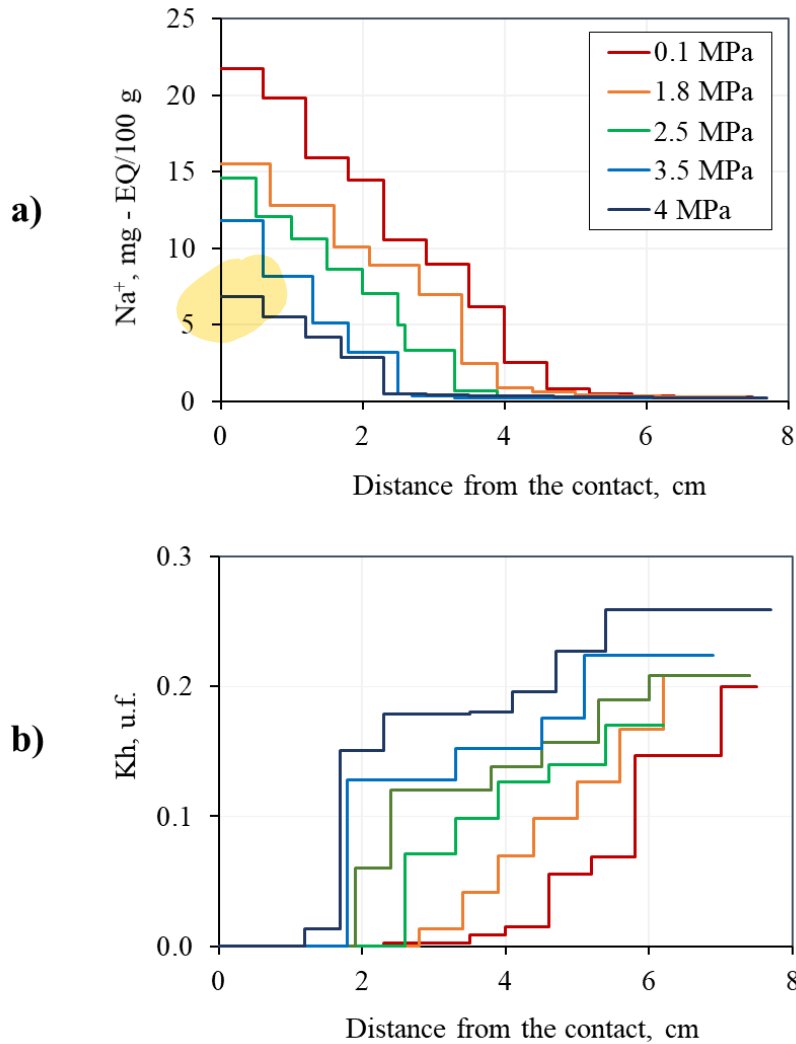 a)
Na⁺, mg - EQ/100 g
25
20
15
10
5
0
0 2 4 6 8
Distance from the contact, cm
0.1 MPa
1.8 MPa
2.5 MPa
3.5 MPa
4 MPa
b)
Kh, u.f.
0.3
0.2
0.1
0.0
0 2 4 6 8
Distance from the contact, cm